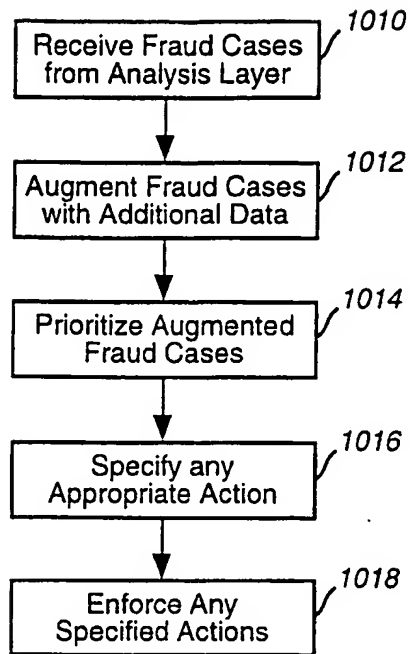 1010
Receive Fraud Cases
from Analysis Layer
1012
Augment Fraud Cases
with Additional Data
1014
Prioritize Augmented
Fraud Cases
1016
Specify any
Appropriate Action
1018
Enforce Any
Specified Actions